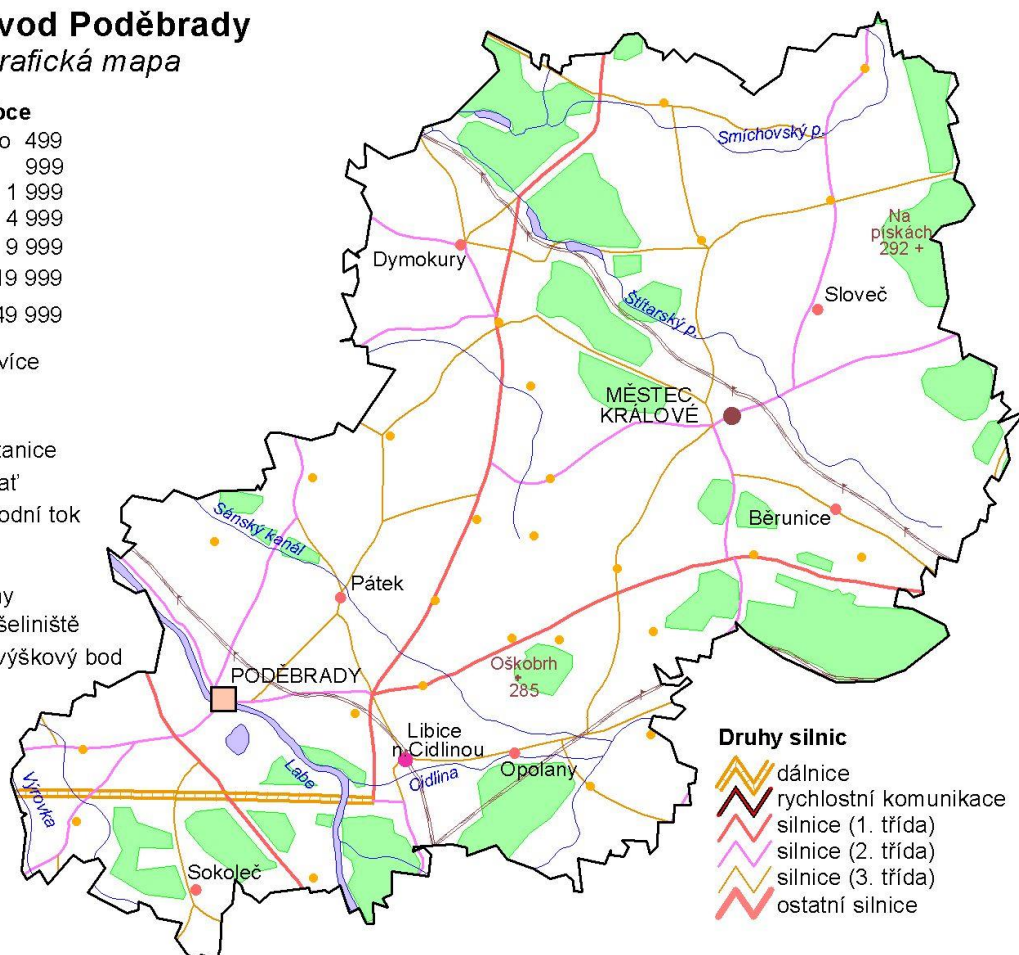 vod Poděbrady
rafická mapa
oce
o 499
999
1 999
4 999
9 999
19 999
49 999
více
tanice
ať
odní tok
ny
šeliniště
výškový bod
Smíchovský p.
Na
pískách
292 +
Dymokury
Štítarský p.
Sloveč
MĚSTEC
KRÁLOVÉ
Sánský kanál
Běrunice
Pátek
Oškobrh
+
285
PODĚBRADY
Libice
n.Cidlinou
Opolany
Cidlina
Labe
Výrovka
Sokoleč
Druhy silnic
dálnice
rychlostní komunikace
silnice (1. třída)
silnice (2. třída)
silnice (3. třída)
ostatní silnice